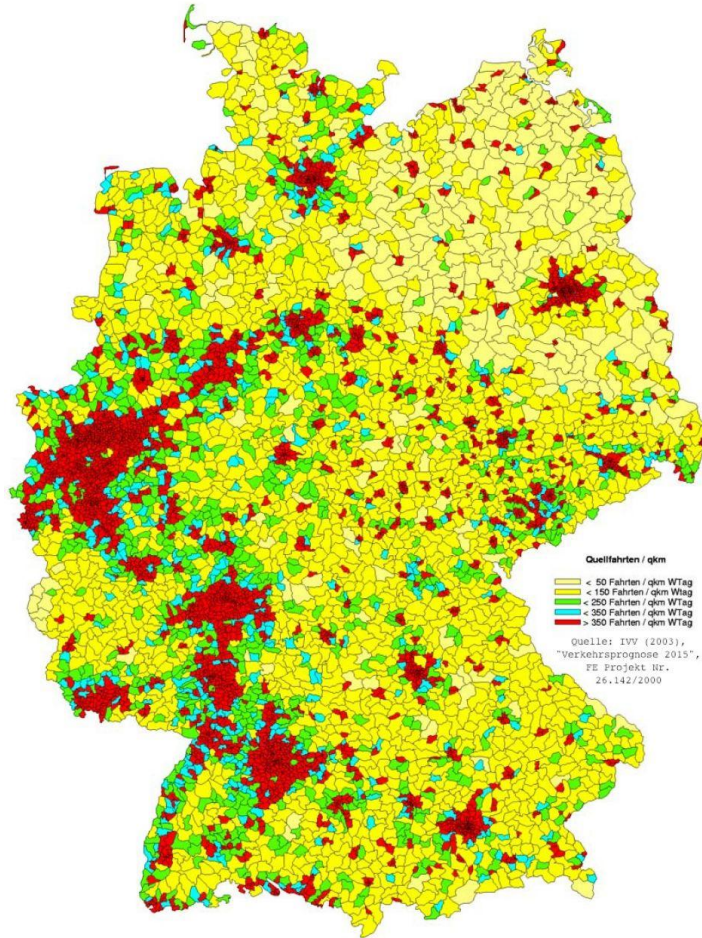 Quellfahrten / qkm
< 50 Fahrten / qkm WTag
< 150 Fahrten / qkm Wtag
< 250 Fahrten / qkm WTag
< 350 Fahrten / qkm WTag
> 350 Fahrten / qkm WTag
Quelle: IVV (2003),
"Verkehrsprognose 2015",
FE Projekt Nr.
26.142/2000